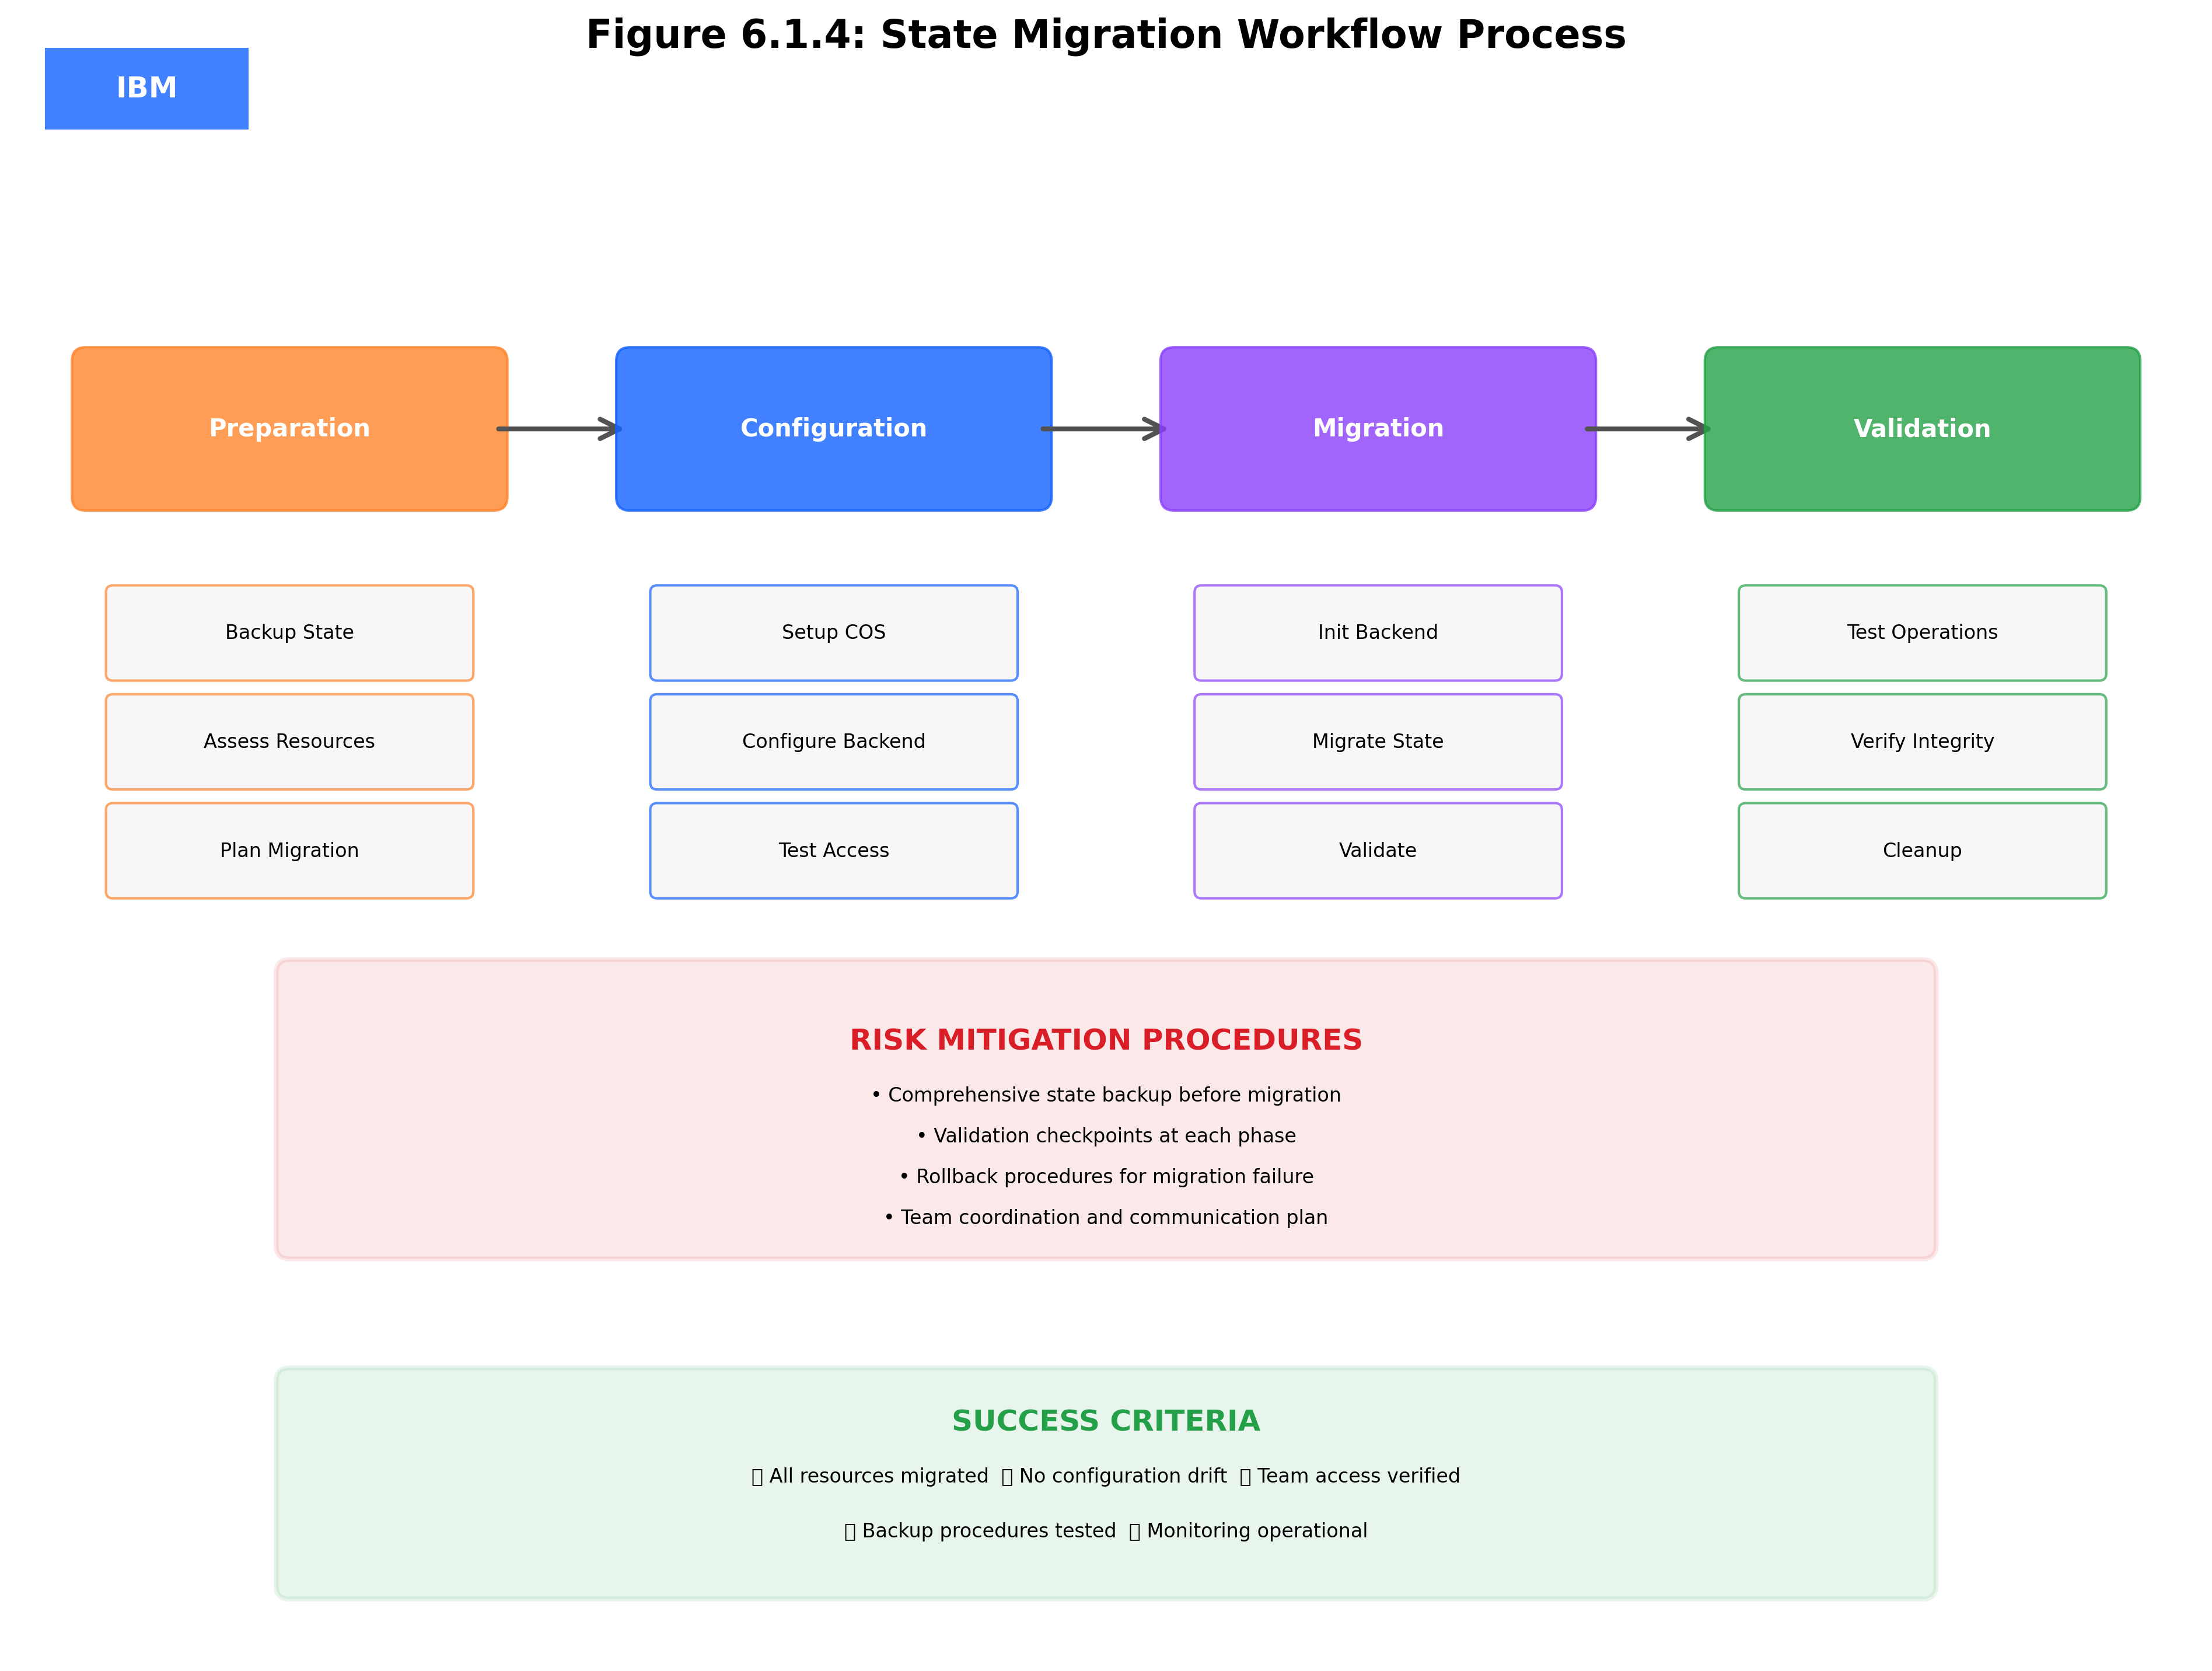 Figure 6.1.4: State Migration Workflow Process
IBM
Preparation
Configuration
Migration
Validation
Backup State
Setup COS
Init Backend
Test Operations
Assess Resources
Configure Backend
Migrate State
Verify Integrity
Plan Migration
Test Access
Validate
Cleanup
RISK MITIGATION PROCEDURES
• Comprehensive state backup before migration
• Validation checkpoints at each phase
• Rollback procedures for migration failure
• Team coordination and communication plan
SUCCESS CRITERIA
▯ All resources migrated ▯ No configuration drift ▯ Team access verified
▯ Backup procedures tested ▯ Monitoring operational